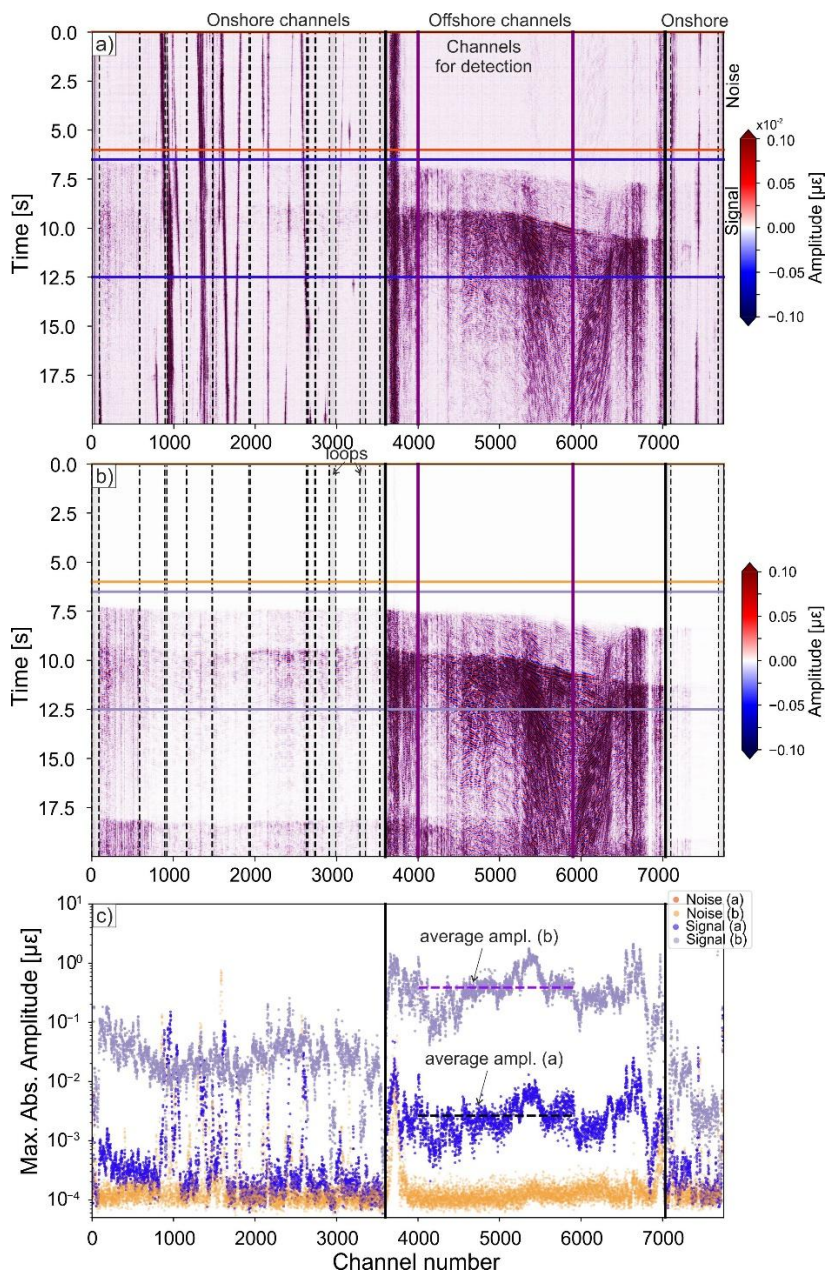 Onshore channels
Offshore channels
Onshore
a)
Channels
for detection
0.0
2.5
5.0
7.5
10.0
12.5
15.0
17.5
Time [s]
Noise
Signal
x10⁻²
0.10
0.05
0.00
−0.05
−0.10
Amplitude [με]
0 1000 2000 3000 4000 5000 6000 7000
loops
b)
0.0
2.5
5.0
7.5
10.0
12.5
15.0
17.5
Time [s]
0.10
0.05
0.00
−0.05
−0.10
Amplitude [με]
0 1000 2000 3000 4000 5000 6000 7000
c)
Noise (a)
Noise (b)
Signal (a)
Signal (b)
average ampl. (b)
average ampl. (a)
10¹
10⁰
10⁻¹
10⁻²
10⁻³
10⁻⁴
Max. Abs. Amplitude [με]
0 1000 2000 3000 4000 5000 6000 7000
Channel number